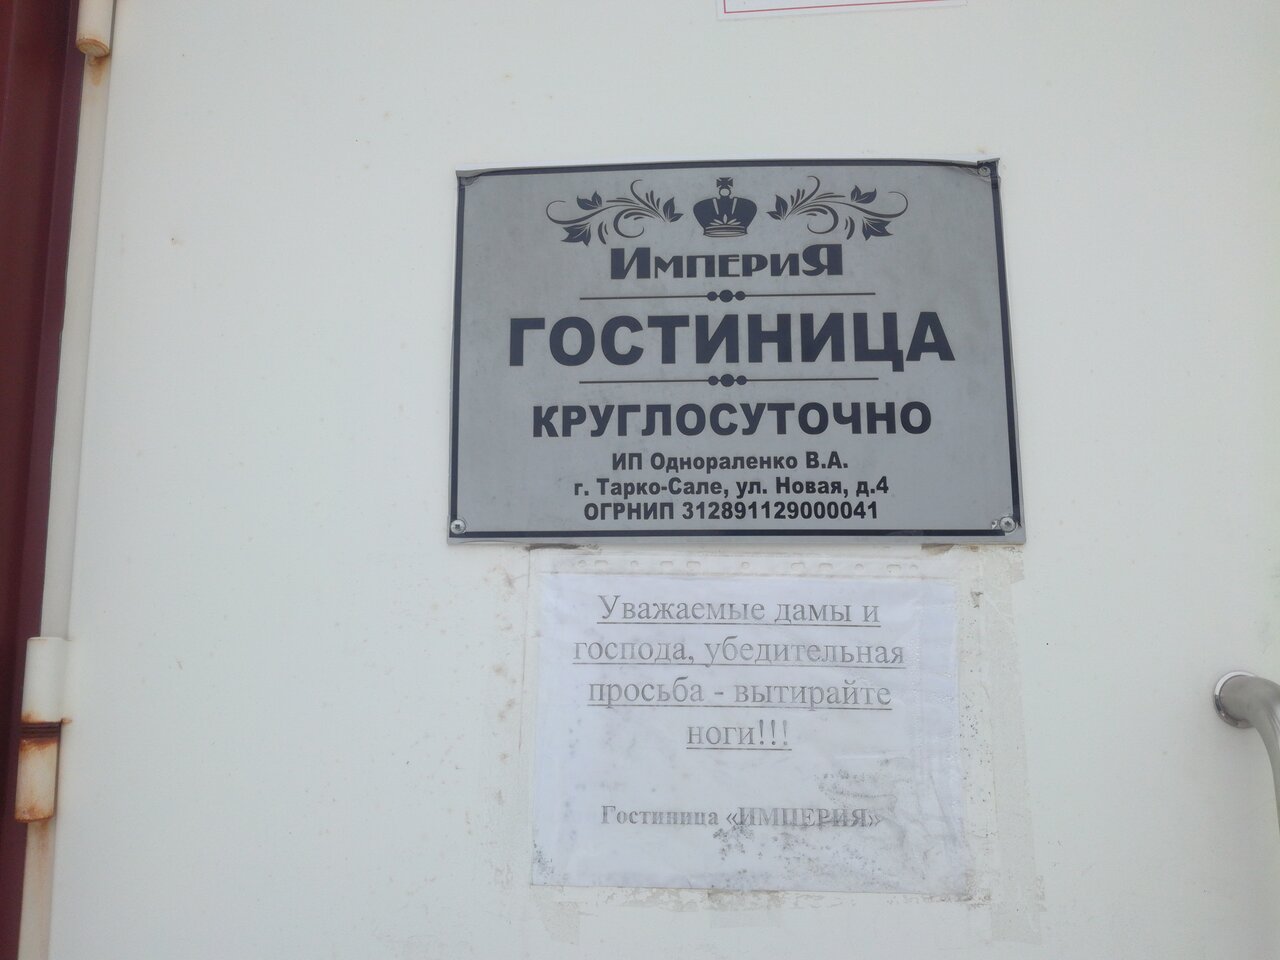 ИмпериЯ
ГОСТИНИЦА
КРУГЛОСУТОЧНО
ИП Однораленко В.А.
г. Тарко-Сале, ул. Новая, д.4
ОГРНИП 312891129000041
Уважаемые дамы и
господа, убедительная
просьба - вытирайте
ноги!!!
Гостиница «ИМПЕРИЯ»